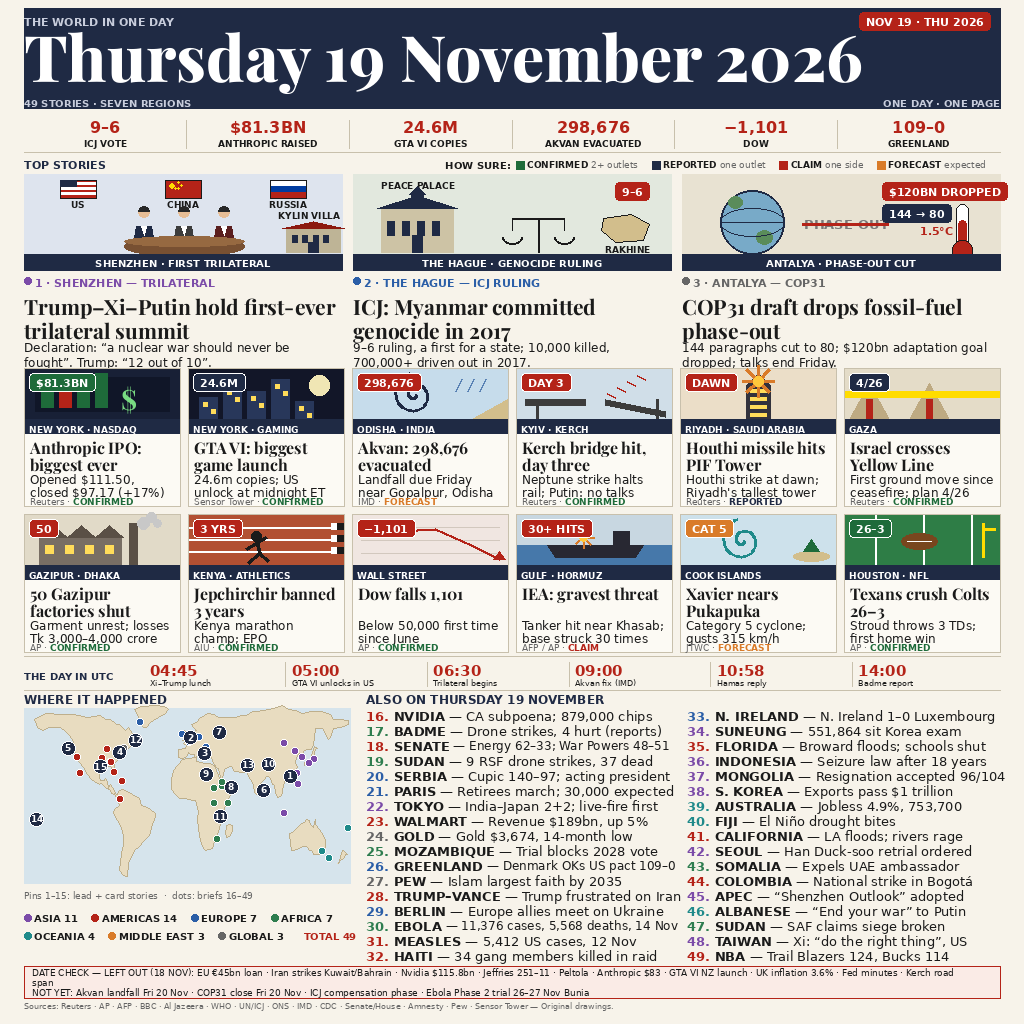 THE WORLD IN ONE DAY
NOV 19 · THU 2026
Thursday 19 November 2026
49 STORIES · SEVEN REGIONS
ONE DAY · ONE PAGE
9–6
ICJ VOTE
$81.3BN
ANTHROPIC RAISED
24.6M
GTA VI COPIES
298,676
AKVAN EVACUATED
−1,101
DOW
109–0
GREENLAND
TOP STORIES
HOW SURE: CONFIRMED 2+ outlets REPORTED one outlet CLAIM one side FORECAST expected
US
CHINA
RUSSIA
KYLIN VILLA
SHENZHEN · FIRST TRILATERAL
PEACE PALACE
9–6
RAKHINE
THE HAGUE · GENOCIDE RULING
$120BN DROPPED
144 → 80
PHASE-OUT
1.5°C
ANTALYA · PHASE-OUT CUT
1 · SHENZHEN — TRILATERAL
Trump–Xi–Putin hold first-ever
trilateral summit
Declaration: “a nuclear war should never be
fought”. Trump: “12 out of 10”.
2 · THE HAGUE — ICJ RULING
ICJ: Myanmar committed
genocide in 2017
9–6 ruling, a first for a state; 10,000 killed,
700,000+ driven out in 2017.
3 · ANTALYA — COP31
COP31 draft drops fossil-fuel
phase-out
144 paragraphs cut to 80; $120bn adaptation goal
dropped; talks end Friday.
$81.3BN
$
NEW YORK · NASDAQ
Anthropic IPO:
biggest ever
Opened $111.50,
closed $97.17 (+17%)
Reuters · CONFIRMED
24.6M
NEW YORK · GAMING
GTA VI: biggest
game launch
24.6m copies; US
unlock at midnight ET
Sensor Tower · CONFIRMED
298,676
ODISHA · INDIA
Akvan: 298,676
evacuated
Landfall due Friday
near Gopalpur, Odisha
IMD · FORECAST
DAY 3
KYIV · KERCH
Kerch bridge hit,
day three
Neptune strike halts
rail; Putin: no talks
Reuters · CONFIRMED
DAWN
RIYADH · SAUDI ARABIA
Houthi missile hits
PIF Tower
Houthi strike at dawn;
Riyadh's tallest tower
Reuters · REPORTED
4/26
GAZA
Israel crosses
Yellow Line
First ground move since
ceasefire; plan 4/26
Reuters · CONFIRMED
50
GAZIPUR · DHAKA
50 Gazipur
factories shut
Garment unrest; losses
Tk 3,000–4,000 crore
AP · CONFIRMED
3 YRS
KENYA · ATHLETICS
Jepchirchir banned
3 years
Kenya marathon
champ; EPO
AIU · CONFIRMED
−1,101
WALL STREET
Dow falls 1,101
Below 50,000 first time
since June
AP · CONFIRMED
30+ HITS
GULF · HORMUZ
IEA: gravest threat
Tanker hit near Khasab;
base struck 30 times
AFP / AP · CLAIM
CAT 5
COOK ISLANDS
Xavier nears
Pukapuka
Category 5 cyclone;
gusts 315 km/h
JTWC · FORECAST
26–3
HOUSTON · NFL
Texans crush Colts
26–3
Stroud throws 3 TDs;
first home win
AP · CONFIRMED
THE DAY IN UTC
04:45
Xi–Trump lunch
05:00
GTA VI unlocks in US
06:30
Trilateral begins
09:00
Akvan fix (IMD)
10:58
Hamas reply
14:00
Badme report
WHERE IT HAPPENED
5
12
4
15
2
7
3
9
8
13
10
1
6
11
14
Pins 1–15: lead + card stories · dots: briefs 16–49
ASIA 11 AMERICAS 14 EUROPE 7 AFRICA 7
OCEANIA 4 MIDDLE EAST 3 GLOBAL 3 TOTAL 49
ALSO ON THURSDAY 19 NOVEMBER
16. NVIDIA — CA subpoena; 879,000 chips
17. BADME — Drone strikes, 4 hurt (reports)
18. SENATE — Energy 62–33; War Powers 48–51
19. SUDAN — 9 RSF drone strikes, 37 dead
20. SERBIA — Cupic 140–97; acting president
21. PARIS — Retirees march; 30,000 expected
22. TOKYO — India–Japan 2+2; live-fire first
23. WALMART — Revenue $189bn, up 5%
24. GOLD — Gold $3,674, 14-month low
25. MOZAMBIQUE — Trial blocks 2028 vote
26. GREENLAND — Denmark OKs US pact 109–0
27. PEW — Islam largest faith by 2035
28. TRUMP–VANCE — Trump frustrated on Iran
29. BERLIN — Europe allies meet on Ukraine
30. EBOLA — 11,376 cases, 5,568 deaths, 14 Nov
31. MEASLES — 5,412 US cases, 12 Nov
32. HAITI — 34 gang members killed in raid
33. N. IRELAND — N. Ireland 1–0 Luxembourg
34. SUNEUNG — 551,864 sit Korea exam
35. FLORIDA — Broward floods; schools shut
36. INDONESIA — Seizure law after 18 years
37. MONGOLIA — Resignation accepted 96/104
38. S. KOREA — Exports pass $1 trillion
39. AUSTRALIA — Jobless 4.9%, 753,700
40. FIJI — El Niño drought bites
41. CALIFORNIA — LA floods; rivers rage
42. SEOUL — Han Duck-soo retrial ordered
43. SOMALIA — Expels UAE ambassador
44. COLOMBIA — National strike in Bogotá
45. APEC — “Shenzhen Outlook” adopted
46. ALBANESE — “End your war” to Putin
47. SUDAN — SAF claims siege broken
48. TAIWAN — Xi: “do the right thing”, US
49. NBA — Trail Blazers 124, Bucks 114
DATE CHECK — LEFT OUT (18 NOV): EU €45bn loan · Iran strikes Kuwait/Bahrain · Nvidia $115.8bn · Jeffries 251–11 · Peltola · Anthropic $83 · GTA VI NZ launch · UK inflation 3.6% · Fed minutes · Kerch road
span
NOT YET: Akvan landfall Fri 20 Nov · COP31 close Fri 20 Nov · ICJ compensation phase · Ebola Phase 2 trial 26–27 Nov Bunia
Sources: Reuters · AP · AFP · BBC · Al Jazeera · WHO · UN/ICJ · ONS · IMD · CDC · Senate/House · Amnesty · Pew · Sensor Tower — Original drawings.